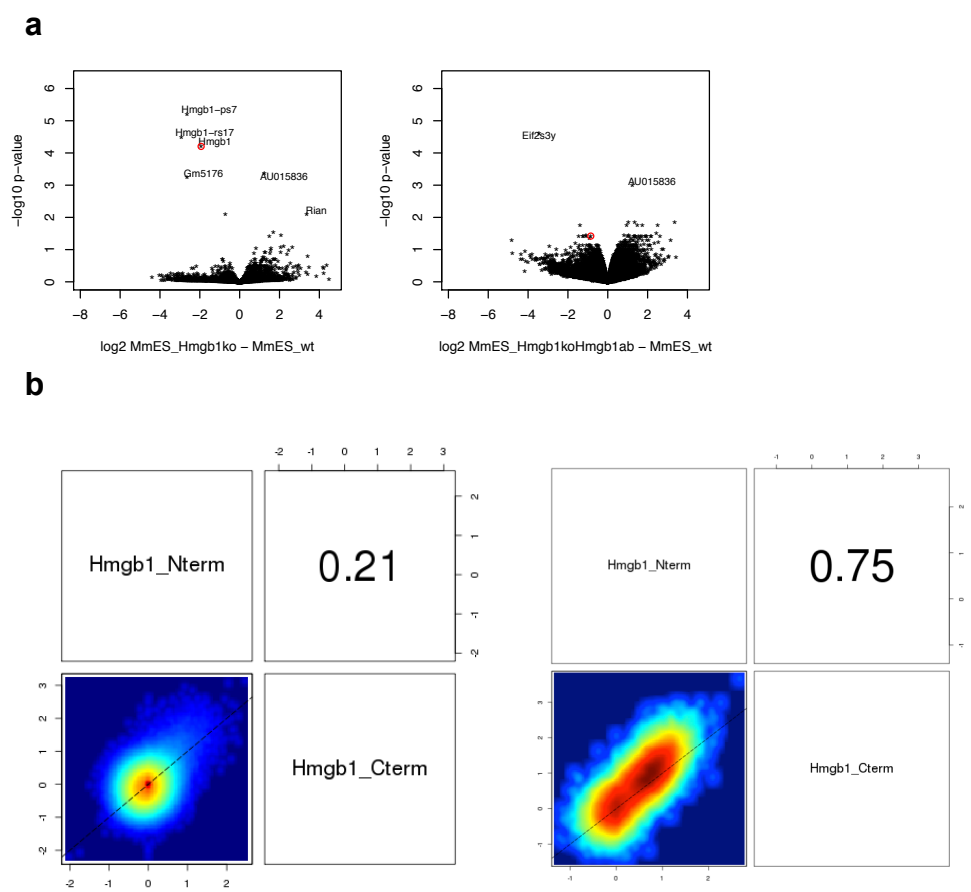 a
6
5
4
3
2
1
0
−log10 p−value
Hmgb1−ps7
Hmgb1−rs17
Hmgb1
Gm5176
AU015836
Rian
−8 −6 −4 −2 0 2 4
log2 MmES_Hmgb1ko − MmES_wt
6
5
4
3
2
1
0
−log10 p−value
Eif2s3y
AU015836
−8 −6 −4 −2 0 2 4
log2 MmES_Hmgb1koHmgb1ab − MmES_wt
b
-2 -1 0 1 2 3
Hmgb1_Nterm
0.21
2
1
0
-1
-2
3
2
1
0
-1
-2
Hmgb1_Cterm
-2 -1 0 1 2
-1 0 1 2 3
Hmgb1_Nterm
0.75
2
1
0
-1
3
2
1
0
-1
Hmgb1_Cterm
-1 0 1 2